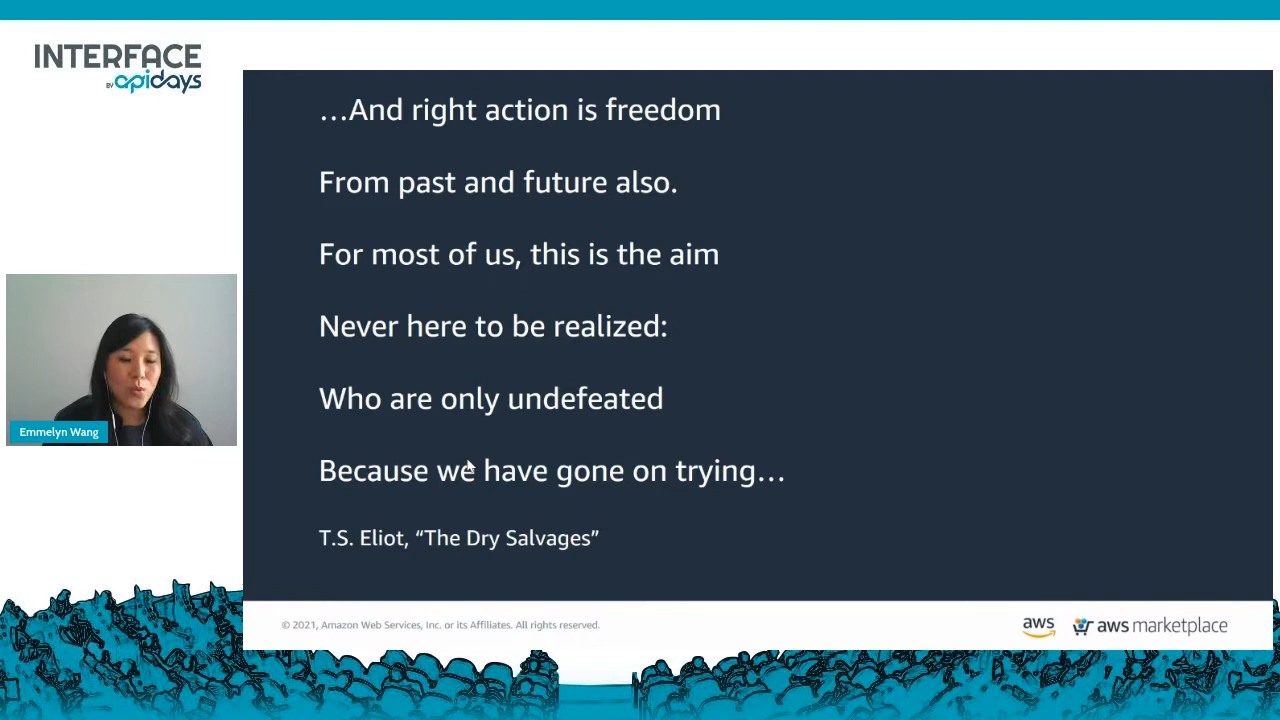 INTERFACE
BY apidays
…And right action is freedom
From past and future also.
For most of us, this is the aim
Never here to be realized:
Who are only undefeated
Because we have gone on trying…
T.S. Eliot, “The Dry Salvages”
Emmelyn Wang
© 2021, Amazon Web Services, Inc. or its Affiliates. All rights reserved.
aws
aws marketplace